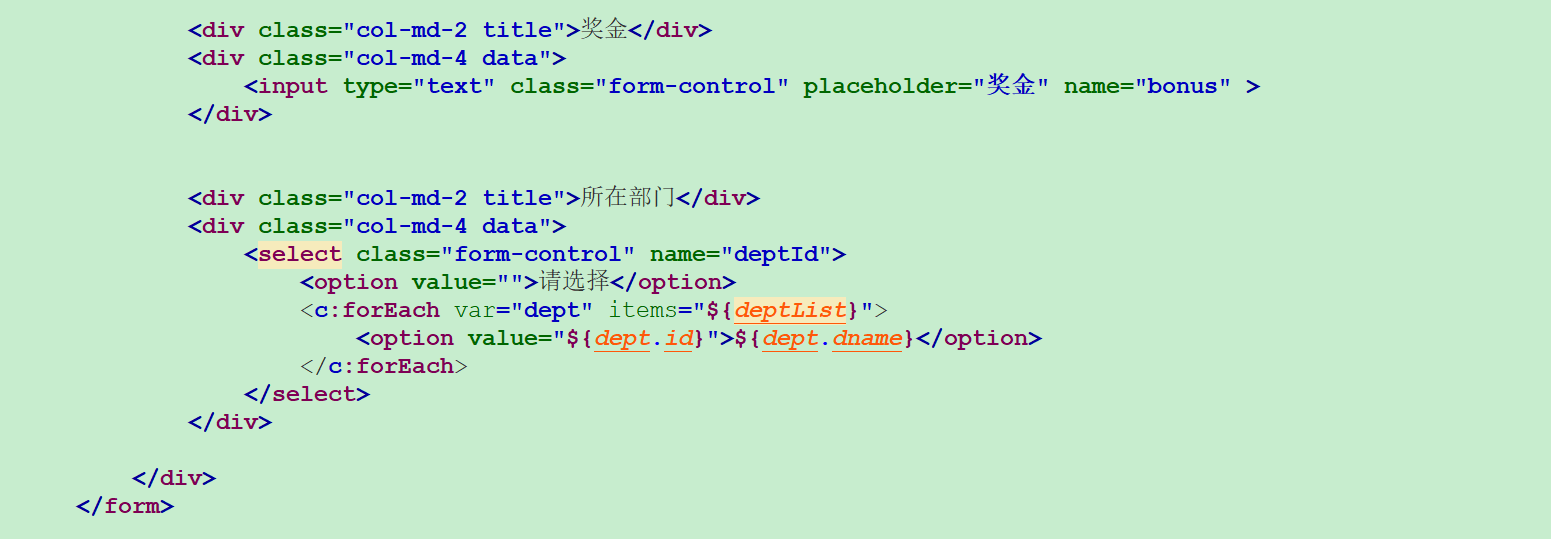 <div class="col-md-2 title">奖金</div>
<div class="col-md-4 data">
<input type="text" class="form-control" placeholder="奖金" name="bonus" >
</div>
<div class="col-md-2 title">所在部门</div>
<div class="col-md-4 data">
<select class="form-control" name="deptId">
<option value="">请选择</option>
<c:forEach var="dept" items="${deptList}">
<option value="${dept.id}">${dept.dname}</option>
</c:forEach>
</select>
</div>
</div>
</form>